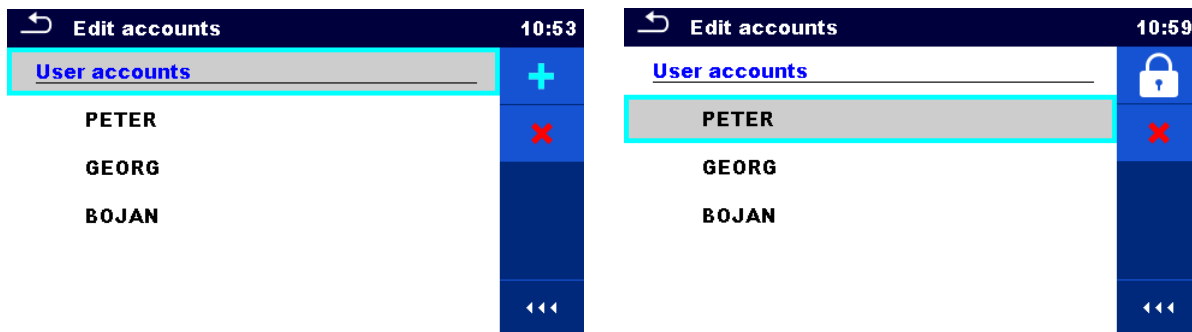 Edit accounts 10:53
User accounts
PETER
GEORG
BOJAN
Edit accounts 10:59
User accounts
PETER
GEORG
BOJAN